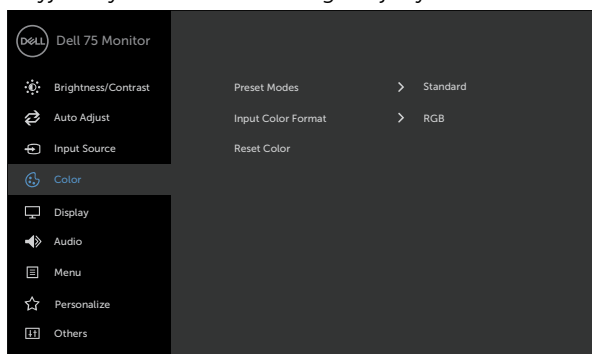 DELL Dell 75 Monitor
Brightness/Contrast
Auto Adjust
Input Source
Color
Display
Audio
Menu
Personalize
Others
Preset Modes > Standard
Input Color Format > RGB
Reset Color